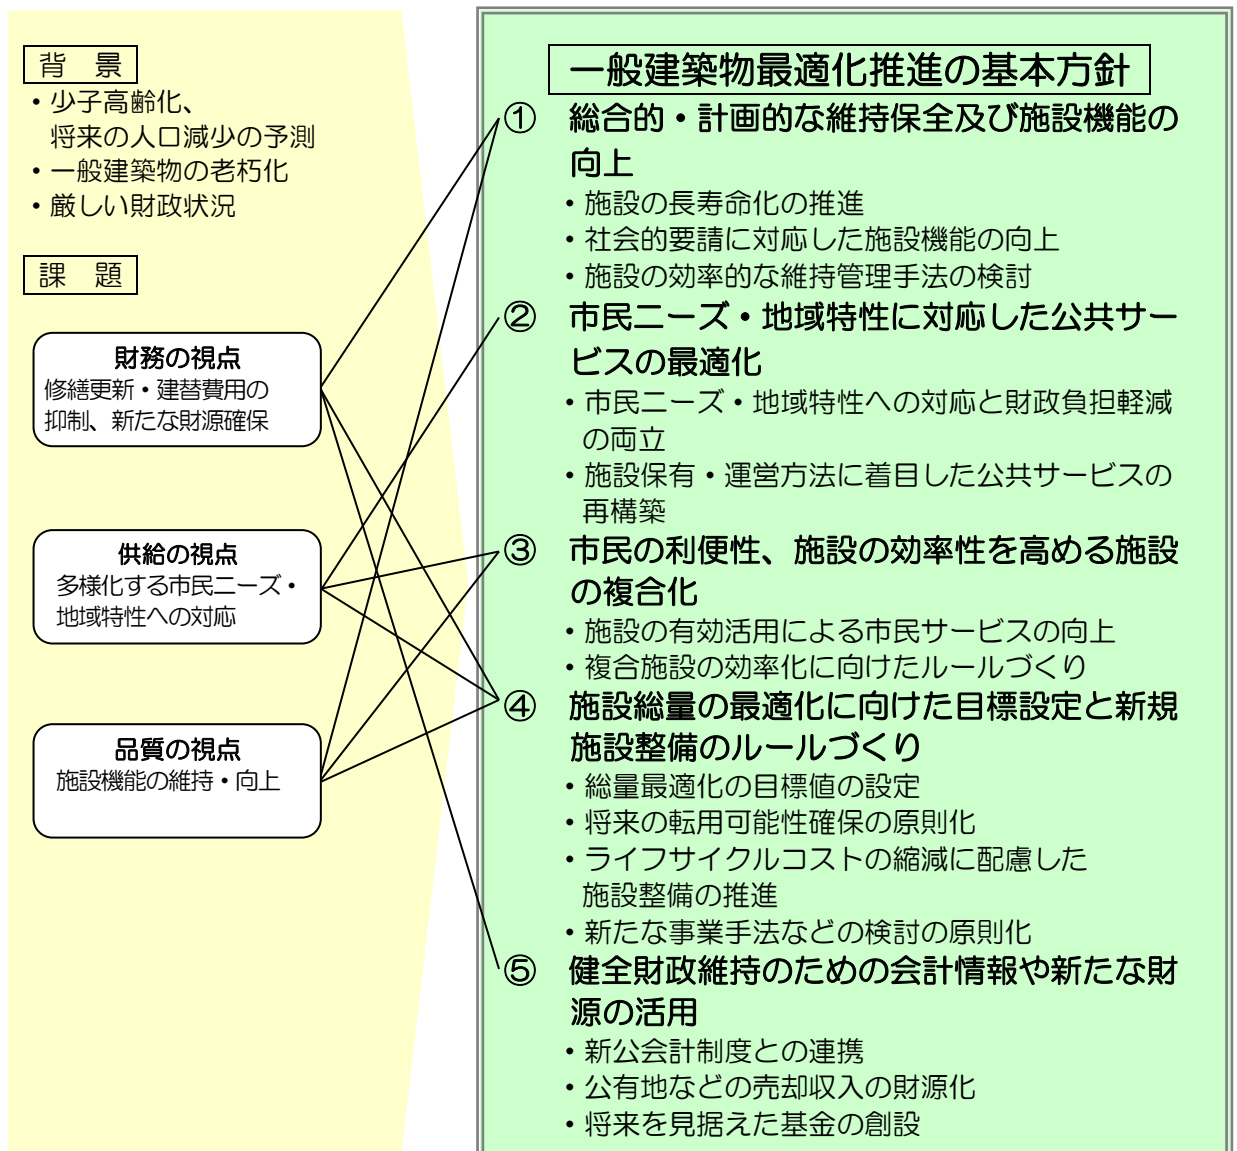 背　景
・少子高齢化、
将来の人口減少の予測
・一般建築物の老朽化
・厳しい財政状況
課　題
財務の視点
修繕更新・建替費用の
抑制、新たな財源確保
供給の視点
多様化する市民ニーズ・
地域特性への対応
品質の視点
施設機能の維持・向上
一般建築物最適化推進の基本方針
①　総合的・計画的な維持保全及び施設機能の
向上
・施設の長寿命化の推進
・社会的要請に対応した施設機能の向上
・施設の効率的な維持管理手法の検討
②　市民ニーズ・地域特性に対応した公共サー
ビスの最適化
・市民ニーズ・地域特性への対応と財政負担軽減
の両立
・施設保有・運営方法に着目した公共サービスの
再構築
③　市民の利便性、施設の効率性を高める施設
の複合化
・施設の有効活用による市民サービスの向上
・複合施設の効率化に向けたルールづくり
④　施設総量の最適化に向けた目標設定と新規
施設整備のルールづくり
・総量最適化の目標値の設定
・将来の転用可能性確保の原則化
・ライフサイクルコストの縮減に配慮した
施設整備の推進
・新たな事業手法などの検討の原則化
⑤　健全財政維持のための会計情報や新たな財
源の活用
・新公会計制度との連携
・公有地などの売却収入の財源化
・将来を見据えた基金の創設